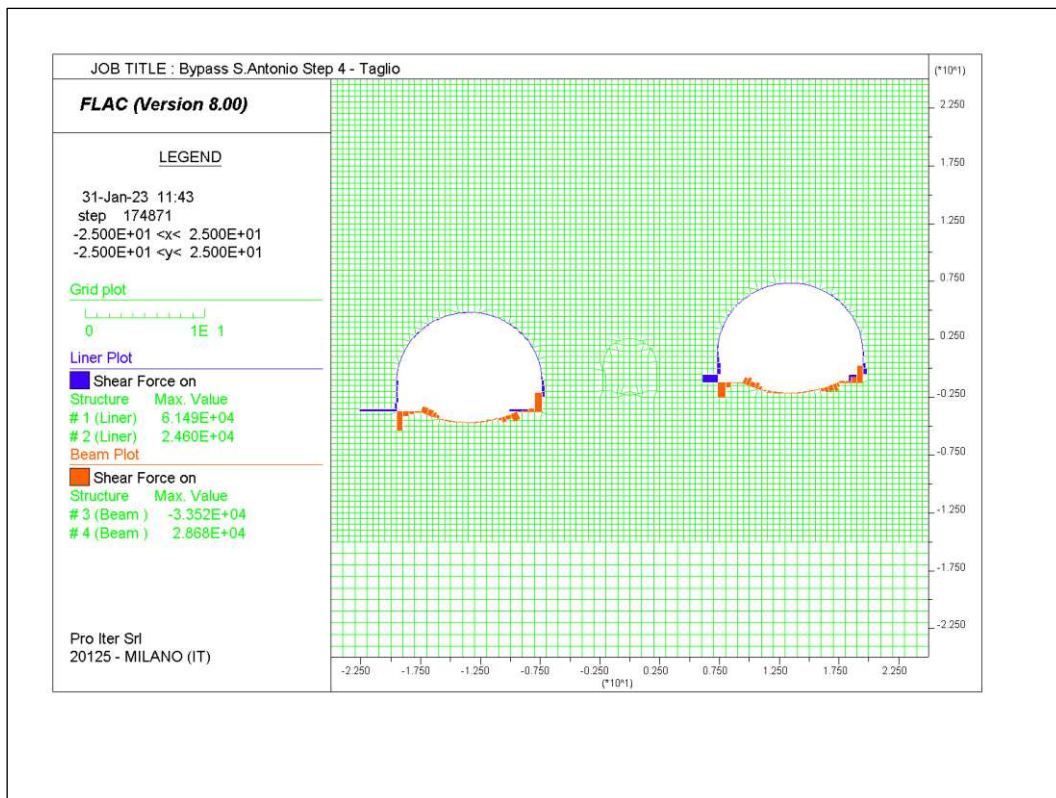 JOB TITLE : Bypass S.Antonio Step 4 - Taglio
(*10^1)
FLAC (Version 8.00)
LEGEND
31-Jan-23 11:43
step 174871
-2.500E+01 <x< 2.500E+01
-2.500E+01 <y< 2.500E+01
Grid plot
0 1E 1
Liner Plot
Shear Force on
Structure Max. Value
# 1 (Liner) 6.149E+04
# 2 (Liner) 2.460E+04
Beam Plot
Shear Force on
Structure Max. Value
# 3 (Beam ) -3.352E+04
# 4 (Beam ) 2.868E+04
Pro Iter Srl
20125 - MILANO (IT)
2.250
1.750
1.250
0.750
0.250
-0.250
-0.750
-1.250
-1.750
-2.250
-2.250 -1.750 -1.250 -0.750 -0.250 0.250 0.750 1.250 1.750 2.250
(*10^1)